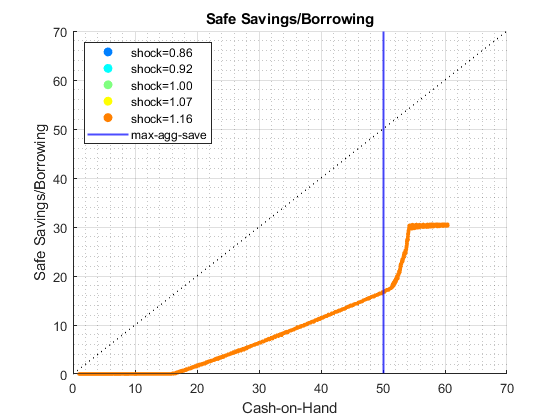 Safe Savings/Borrowing
70
60
50
40
30
20
10
0
Safe Savings/Borrowing
shock=0.86
shock=0.92
shock=1.00
shock=1.07
shock=1.16
max-agg-save
0 10 20 30 40 50 60 70
Cash-on-Hand